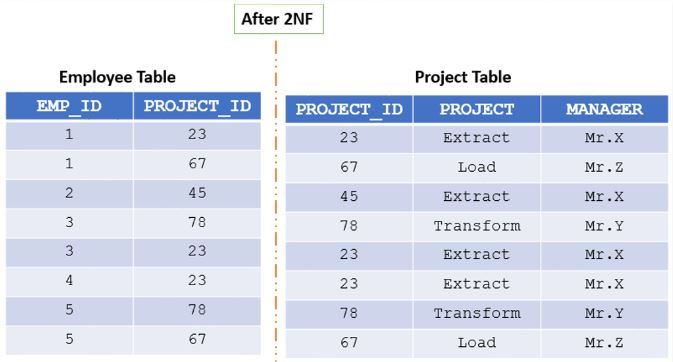 After 2NF
Employee Table
EMP_ID PROJECT_ID
1 23
1 67
2 45
3 78
3 23
4 23
5 78
5 67
Project Table
PROJECT_ID PROJECT MANAGER
23 Extract Mr.X
67 Load Mr.Z
45 Extract Mr.X
78 Transform Mr.Y
23 Extract Mr.X
23 Extract Mr.X
78 Transform Mr.Y
67 Load Mr.Z